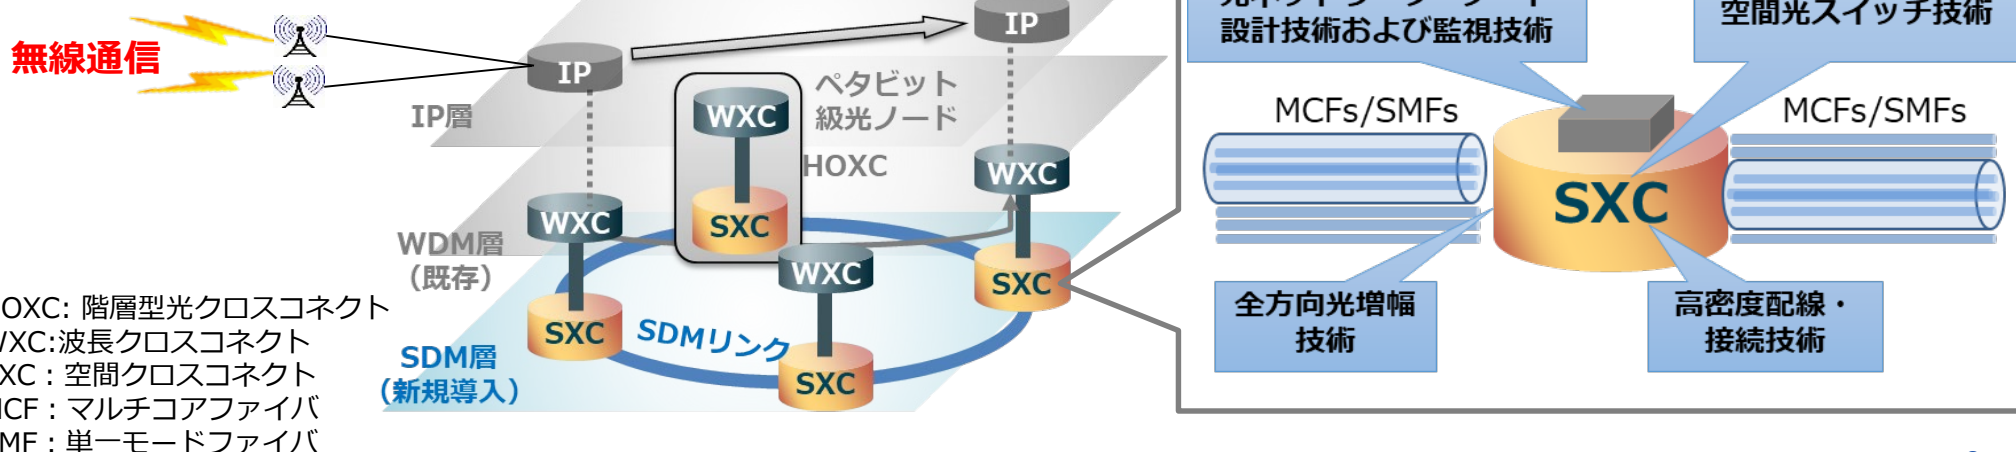 無線通信
IP
IP
IP層
ペタビット
級光ノード
HOXC
WXC
SXC
WXC
WXC
WXC
SXC
SXC
SXC
WDM層
(既存)
SDM層
(新規導入)
SDMリンク
OXC: 階層型光クロスコネクト
WXC:波長クロスコネクト
XC：空間クロスコネクト
MCF：マルチコアファイバ
MF：単一モードファイバ
設計技術および監視技術
空間光スイッチ技術
MCFs/SMFs
MCFs/SMFs
SXC
全方向光増幅
技術
高密度配線・
接続技術